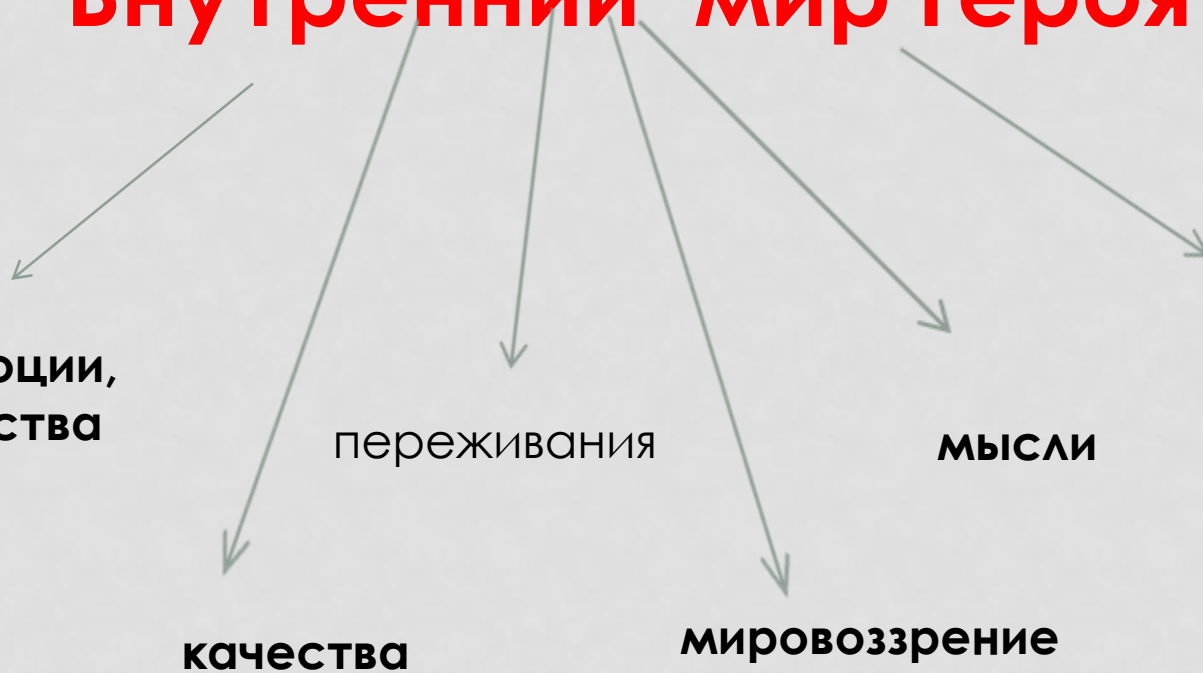 Внутренний мир героя
оции,
ства
переживания
мысли
мировоззрение
качества